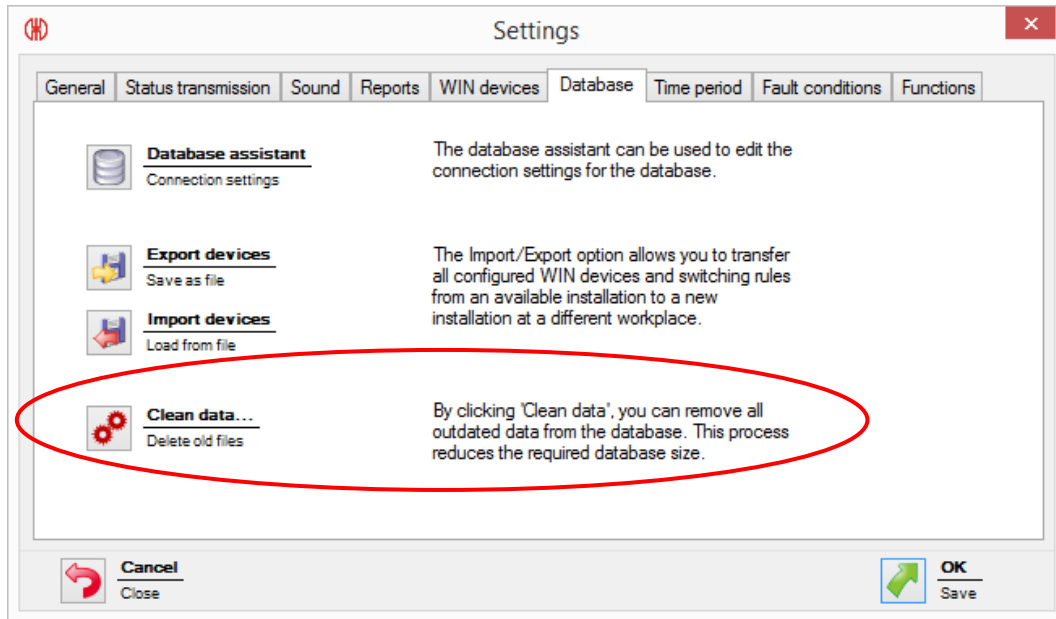 Settings
General Status transmission Sound Reports WIN devices Database Time period Fault conditions Functions
Database assistant
Connection settings
The database assistant can be used to edit the
connection settings for the database.
Export devices
Save as file
Import devices
Load from file
The Import/Export option allows you to transfer
all configured WIN devices and switching rules
from an available installation to a new
installation at a different workplace.
Clean data...
Delete old files
By clicking 'Clean data', you can remove all
outdated data from the database. This process
reduces the required database size.
Cancel
Close
OK
Save